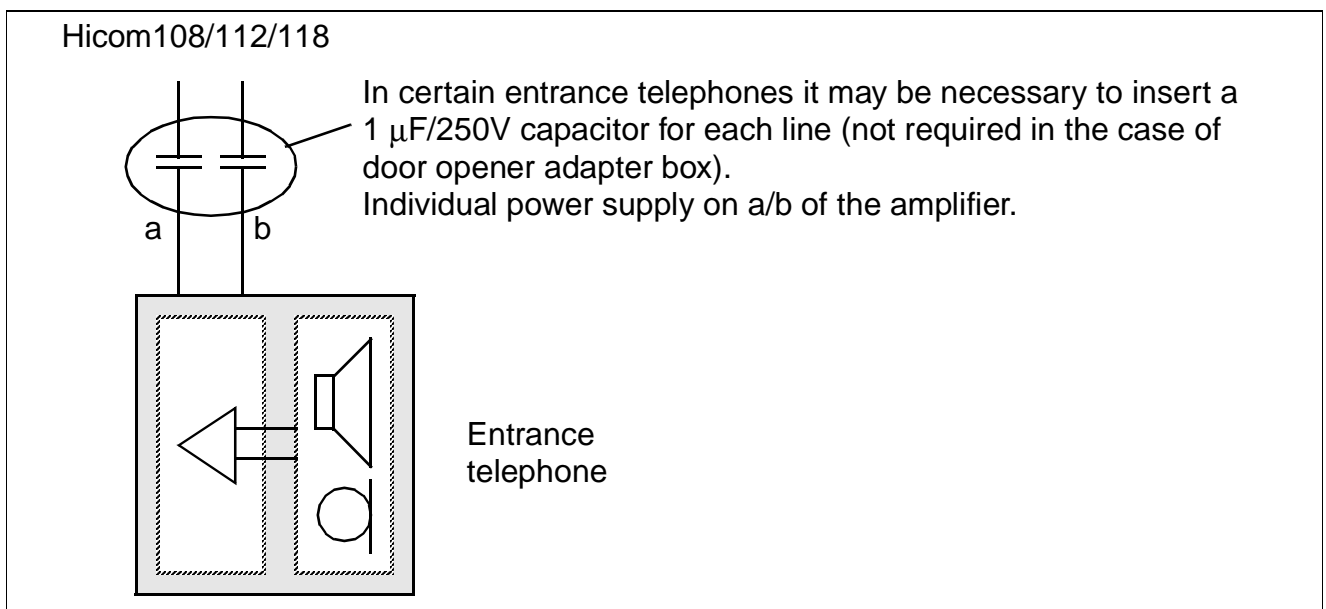 Hicom108/112/118
In certain entrance telephones it may be necessary to insert a
1 μF/250V capacitor for each line (not required in the case of
door opener adapter box).
Individual power supply on a/b of the amplifier.
a b
Entrance
telephone